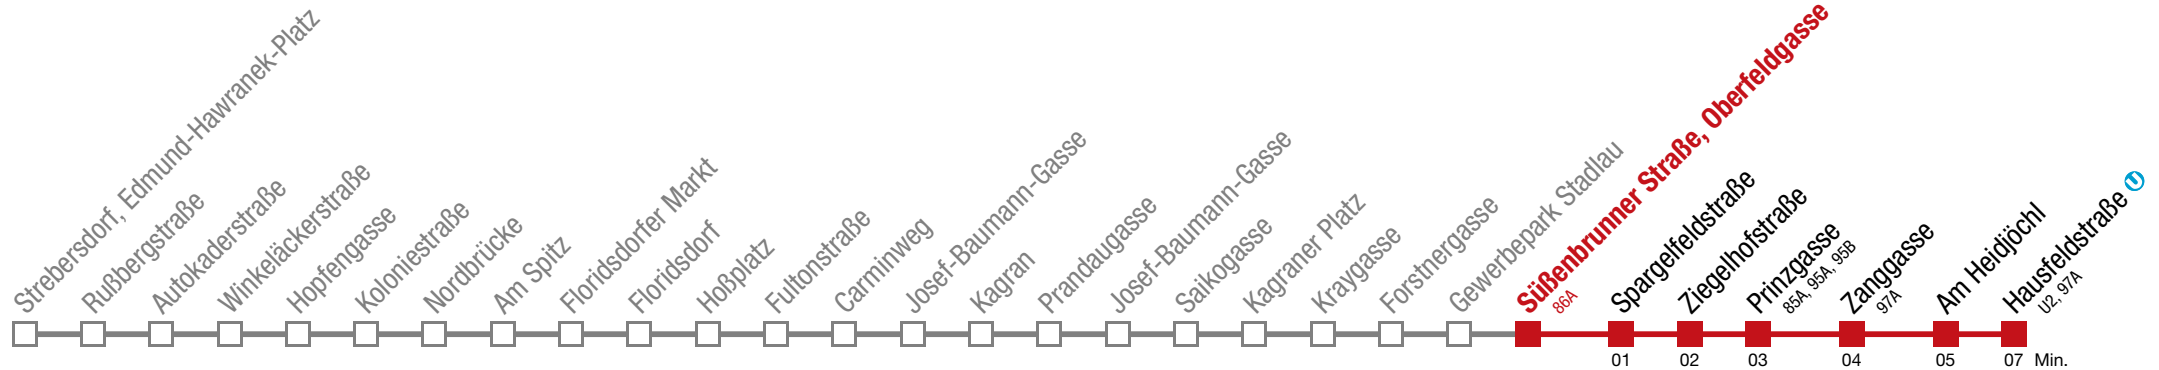 Strebersdorf, Edmund-Hawranek-Platz
Rußbergstraße
Autokaderstraße
Winkeläckerstraße
Hopfengasse
Koloniestraße
Nordbrücke
Am Spitz
Floridsdorfer Markt
Floridsdorf
Hoßplatz
Fultonstraße
Carminweg
Josef-Baumann-Gasse
Kagran
Prandaugasse
Josef-Baumann-Gasse
Saikogasse
Kagraner Platz
Kraygasse
Forstnergasse
Gewerbepark Stadlau
Süßenbrunner Straße, Oberfeldgasse
86A
Spargelfeldstraße
Ziegelhofstraße
Prinzgasse
85A, 95A, 95B
Zanggasse
97A
Am Heidjöchl
Hausfeldstraße U
U2, 97A
01 02 03 04 05 07 Min.